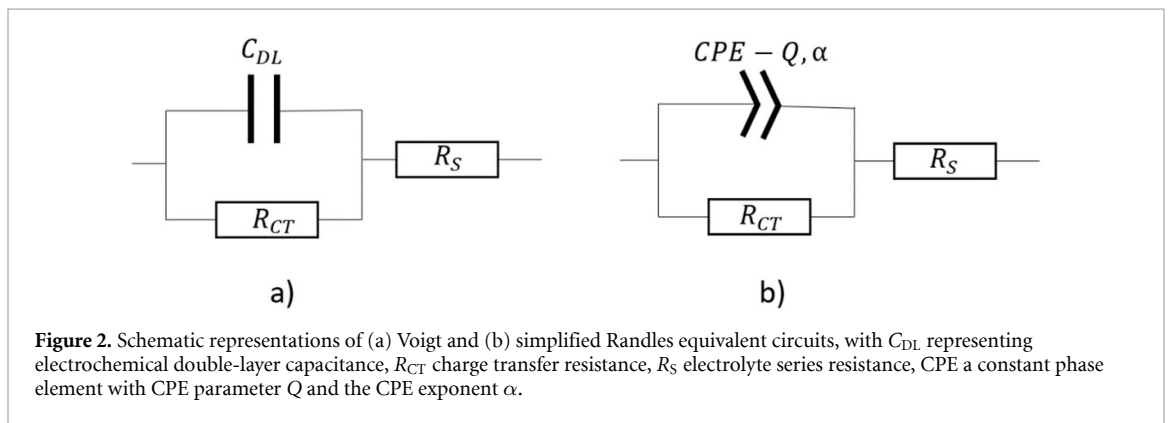 C_DL
CPE − Q, α
R_S
R_S
R_CT
R_CT
a)
b)
Figure 2. Schematic representations of (a) Voigt and (b) simplified Randles equivalent circuits, with C_DL representing
electrochemical double-layer capacitance, R_CT charge transfer resistance, R_S electrolyte series resistance, CPE a constant phase
element with CPE parameter Q and the CPE exponent α.